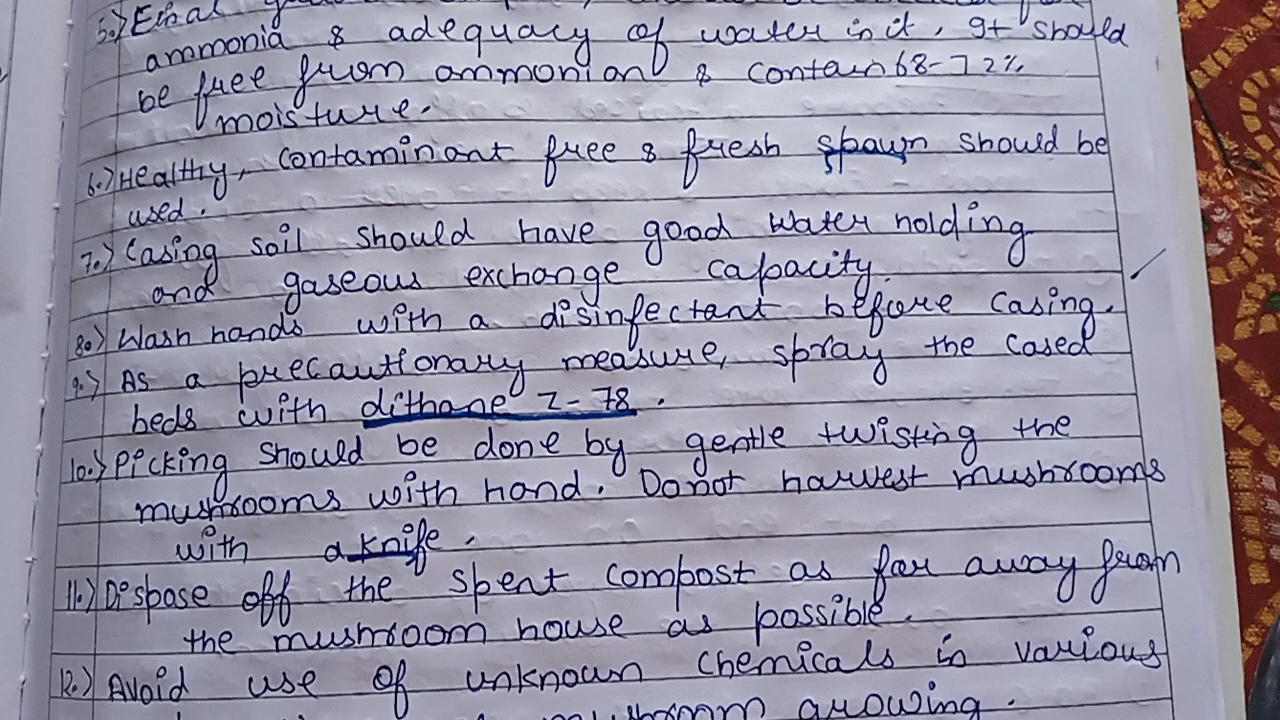 5.) Final
ammonia & adequacy of water in it, It should
be free from ammonian & contain 68-72%
moisture.
6.) Healthy, contaminant free & fresh spawn should be
used.
7.) Casing soil should have good water holding
and gaseous exchange capacity.
8.) Wash hands with a disinfectant before casing.
9.) As a precautionary measure, spray the cased
beds with dithane Z-78.
10.) Picking should be done by gentle twisting the
mushrooms with hand. Donot harvest mushrooms
with a knife.
11.) Dispose off the spent compost as far away from
the mushroom house as possible.
12.) Avoid use of unknown chemicals in various
mushroom growing.